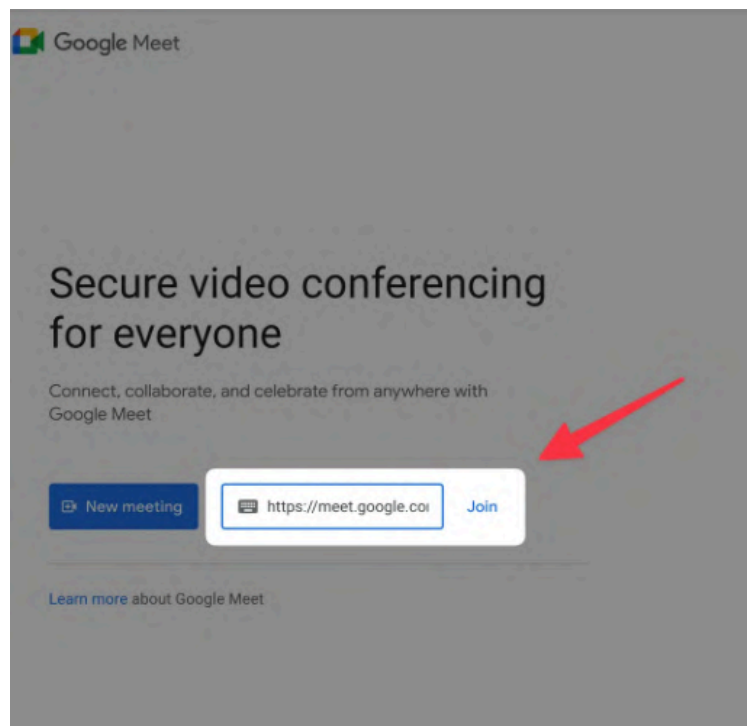 Google Meet
Secure video conferencing
for everyone
Connect, collaborate, and celebrate from anywhere with
Google Meet
New meeting
https://meet.google.co
Join
Learn more about Google Meet